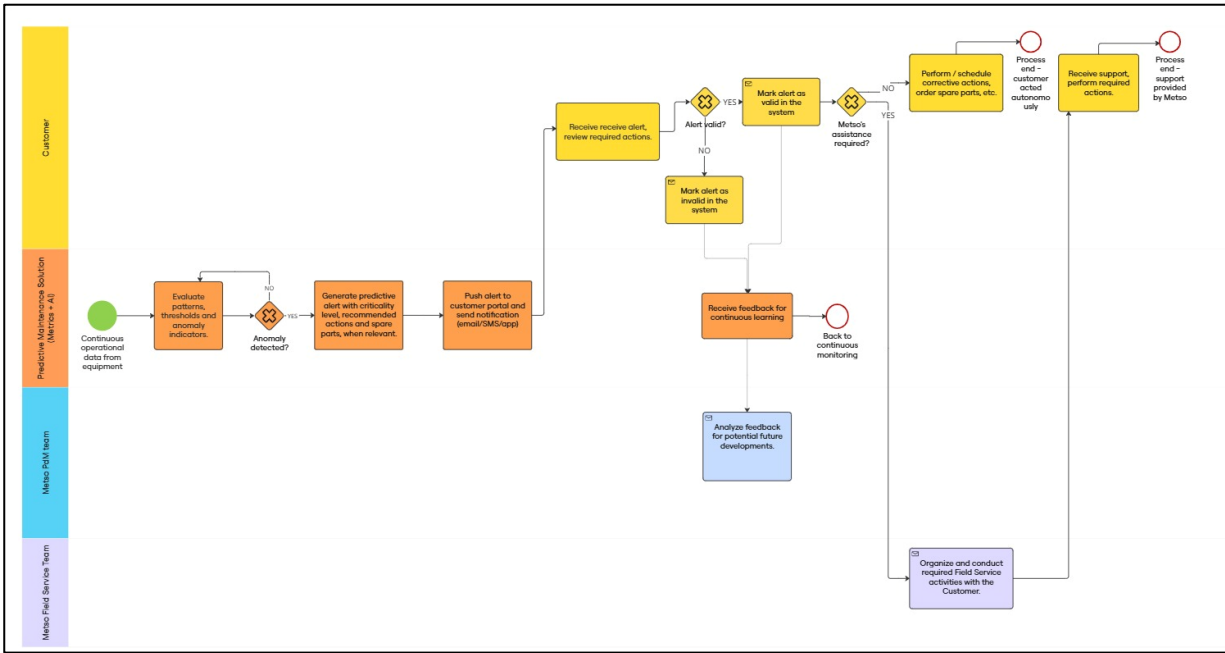 Customer
Receive receive alert,
review required actions.
Alert valid?
YES
NO
Mark alert as
valid in the
system
Mark alert as
invalid in the
system
Metso's
assistance
required?
NO
YES
Perform / schedule
corrective actions,
order spare parts, etc.
Process
end –
customer
acted
autonomo
usly
Receive support,
perform required
actions.
Process
end –
support
provided
by Metso
Predictive Maintenance Solution
(Metrics + AI)
Continuous
operational
data from
equipment
Evaluate
patterns,
thresholds and
anomaly
indicators.
NO
Anomaly
detected?
YES
Generate predictive
alert with criticality
level, recommended
actions and spare
parts, when relevant.
Push alert to
customer portal and
send notification
(email/SMS/app)
Receive feedback for
continuous learning
Back to
continuous
monitoring
Metso PdM team
Analyze feedback
for potential future
developments.
Metso Field Service Team
Organize and conduct
required Field Service
activities with the
Customer.